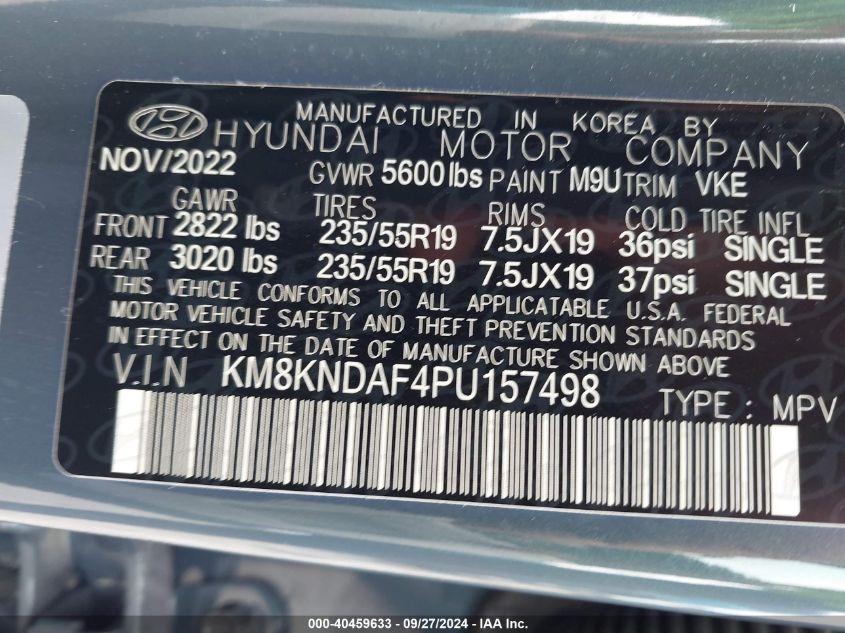 MANUFACTURED IN KOREA BY
HYUNDAI MOTOR COMPANY
NOV/2022 GVWR 5600 lbs PAINT M9U TRIM VKE
GAWR TIRES RIMS COLD TIRE INFL
FRONT 2822 lbs 235/55R19 7.5JX19 36psi SINGLE
REAR 3020 lbs 235/55R19 7.5JX19 37psi SINGLE
THIS VEHICLE CONFORMS TO ALL APPLICATABLE U.S.A. FEDERAL
MOTOR VEHICLE SAFETY AND THEFT PREVENTION STANDARDS
IN EFFECT ON THE DATE OF MANUFACTURE SHOWN ABOVE
V.I.N KM8KNDAF4PU157498 TYPE : MPV
000-40459633 - 09/27/2024 - IAA Inc.